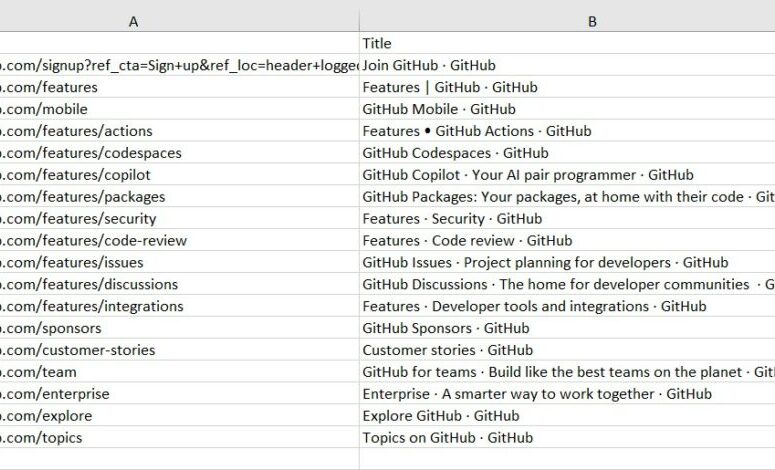 A B
Title
.com/signup?ref_cta=Sign+up&ref_loc=header+logge Join GitHub · GitHub
.com/features Features | GitHub · GitHub
.com/mobile GitHub Mobile · GitHub
.com/features/actions Features • GitHub Actions · GitHub
.com/features/codespaces GitHub Codespaces · GitHub
.com/features/copilot GitHub Copilot · Your AI pair programmer · GitHub
.com/features/packages GitHub Packages: Your packages, at home with their code · Git
.com/features/security Features · Security · GitHub
.com/features/code-review Features · Code review · GitHub
.com/features/issues GitHub Issues · Project planning for developers · GitHub
.com/features/discussions GitHub Discussions · The home for developer communities · G
.com/features/integrations Features · Developer tools and integrations · GitHub
.com/sponsors GitHub Sponsors · GitHub
.com/customer-stories Customer stories · GitHub
.com/team GitHub for teams · Build like the best teams on the planet · Git
.com/enterprise Enterprise · A smarter way to work together · GitHub
.com/explore Explore GitHub · GitHub
.com/topics Topics on GitHub · GitHub